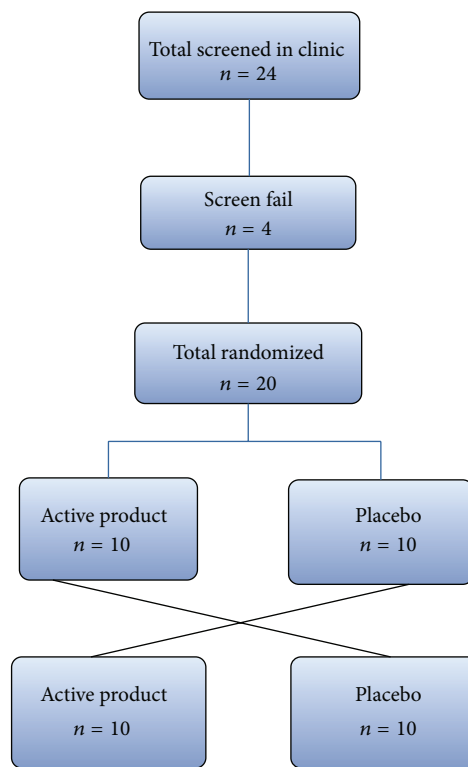 Total screened in clinic
n = 24
Screen fail
n = 4
Total randomized
n = 20
Active product
n = 10
Placebo
n = 10
Active product
n = 10
Placebo
n = 10